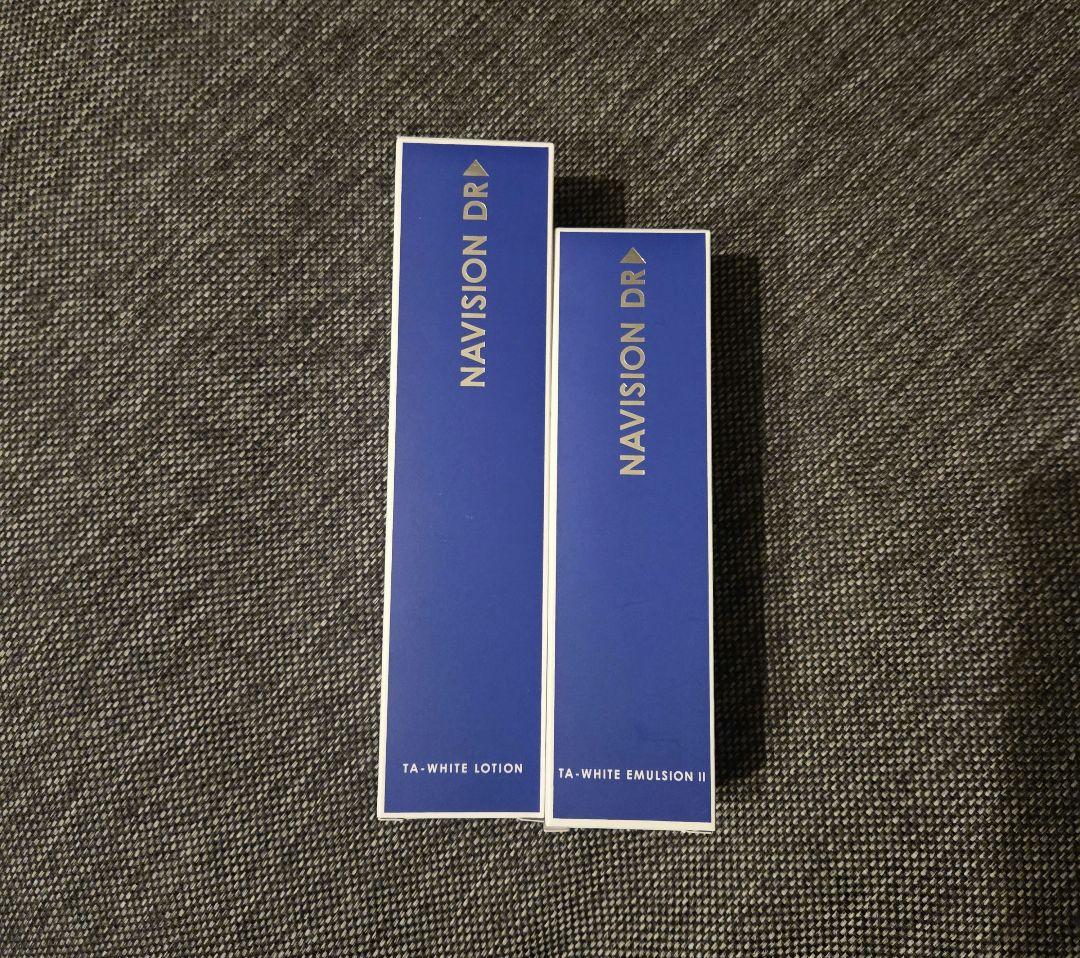 NAVISION DR
TA-WHITE LOTION
NAVISION DR
TA-WHITE EMULSION II